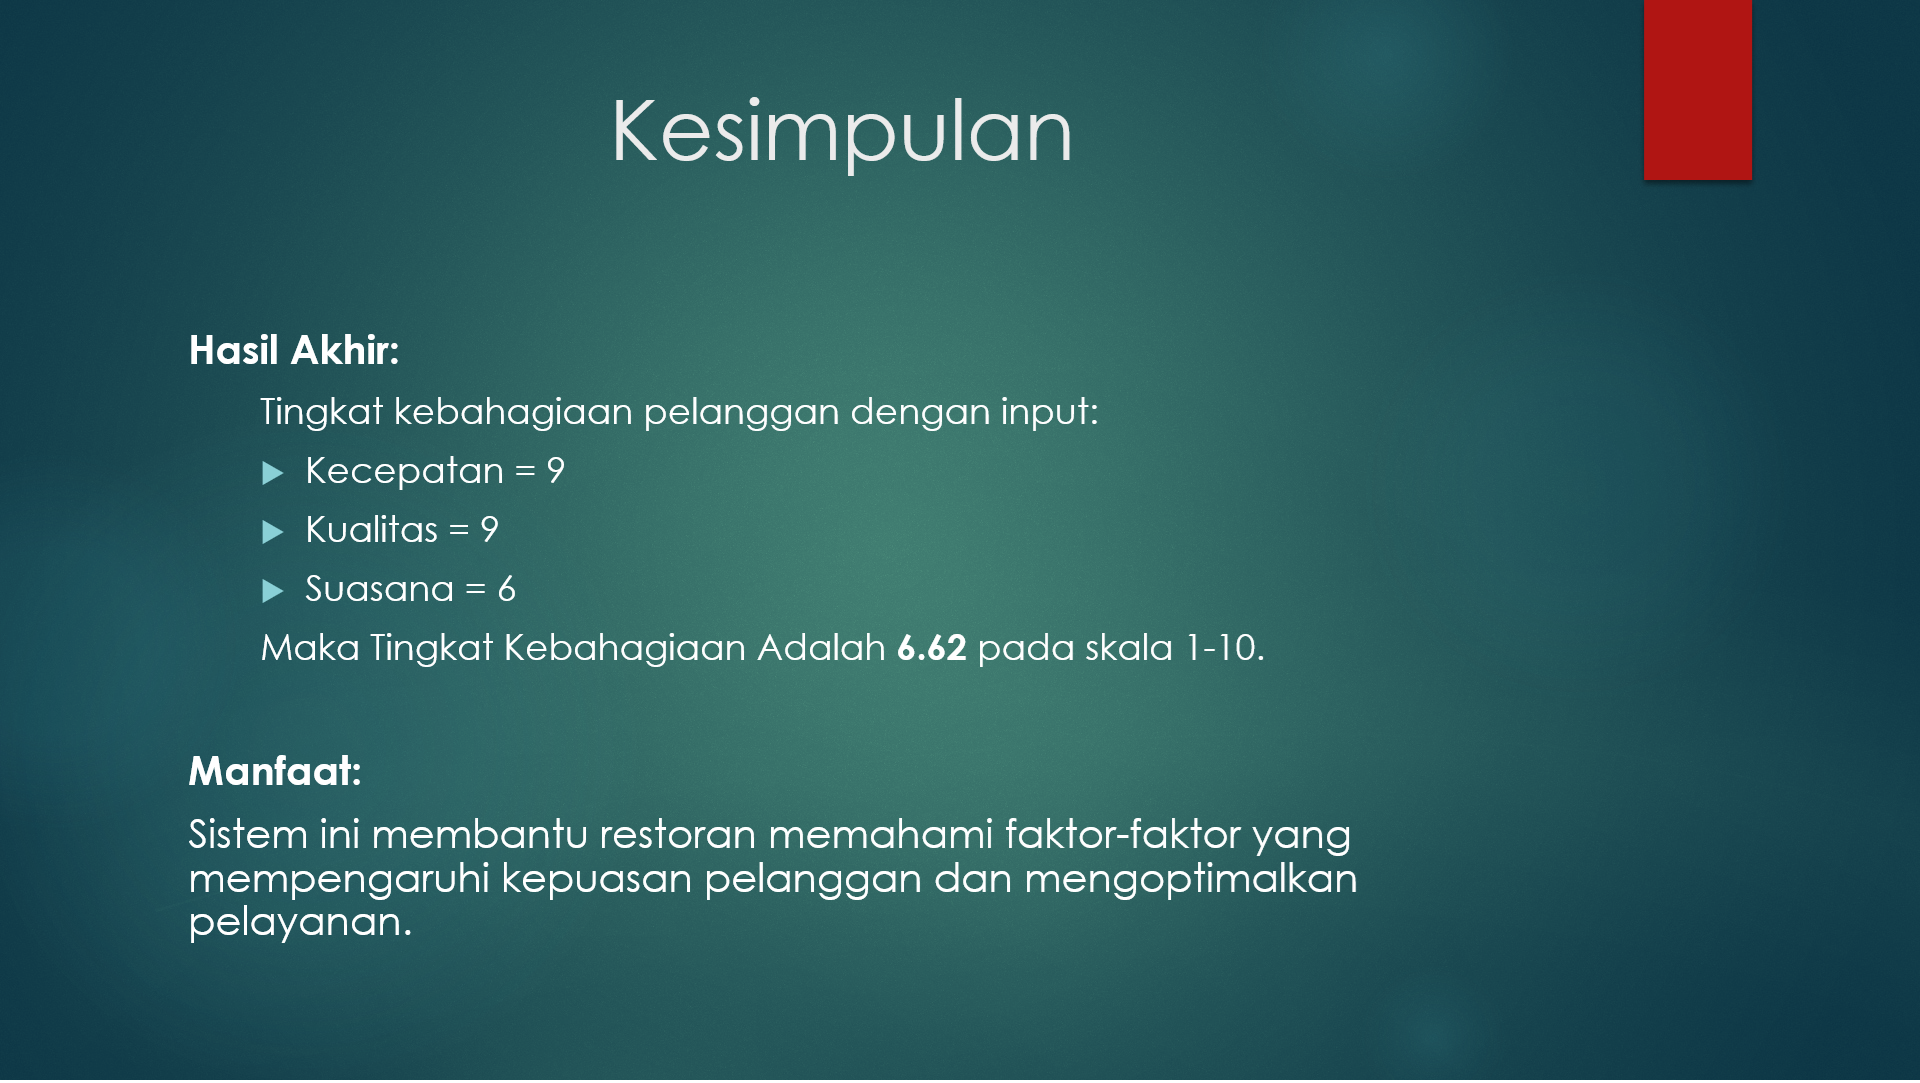 Kesimpulan
Hasil Akhir:
Tingkat kebahagiaan pelanggan dengan input:
Kecepatan = 9
Kualitas = 9
Suasana = 6
Maka Tingkat Kebahagiaan Adalah 6.62 pada skala 1-10.
Manfaat:
Sistem ini membantu restoran memahami faktor-faktor yang
mempengaruhi kepuasan pelanggan dan mengoptimalkan
pelayanan.